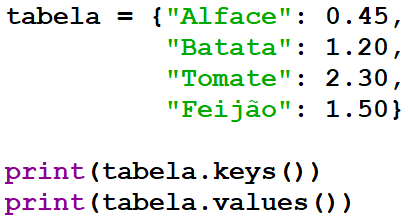 tabela = {"Alface": 0.45,
"Batata": 1.20,
"Tomate": 2.30,
"Feijão": 1.50}
print(tabela.keys())
print(tabela.values())